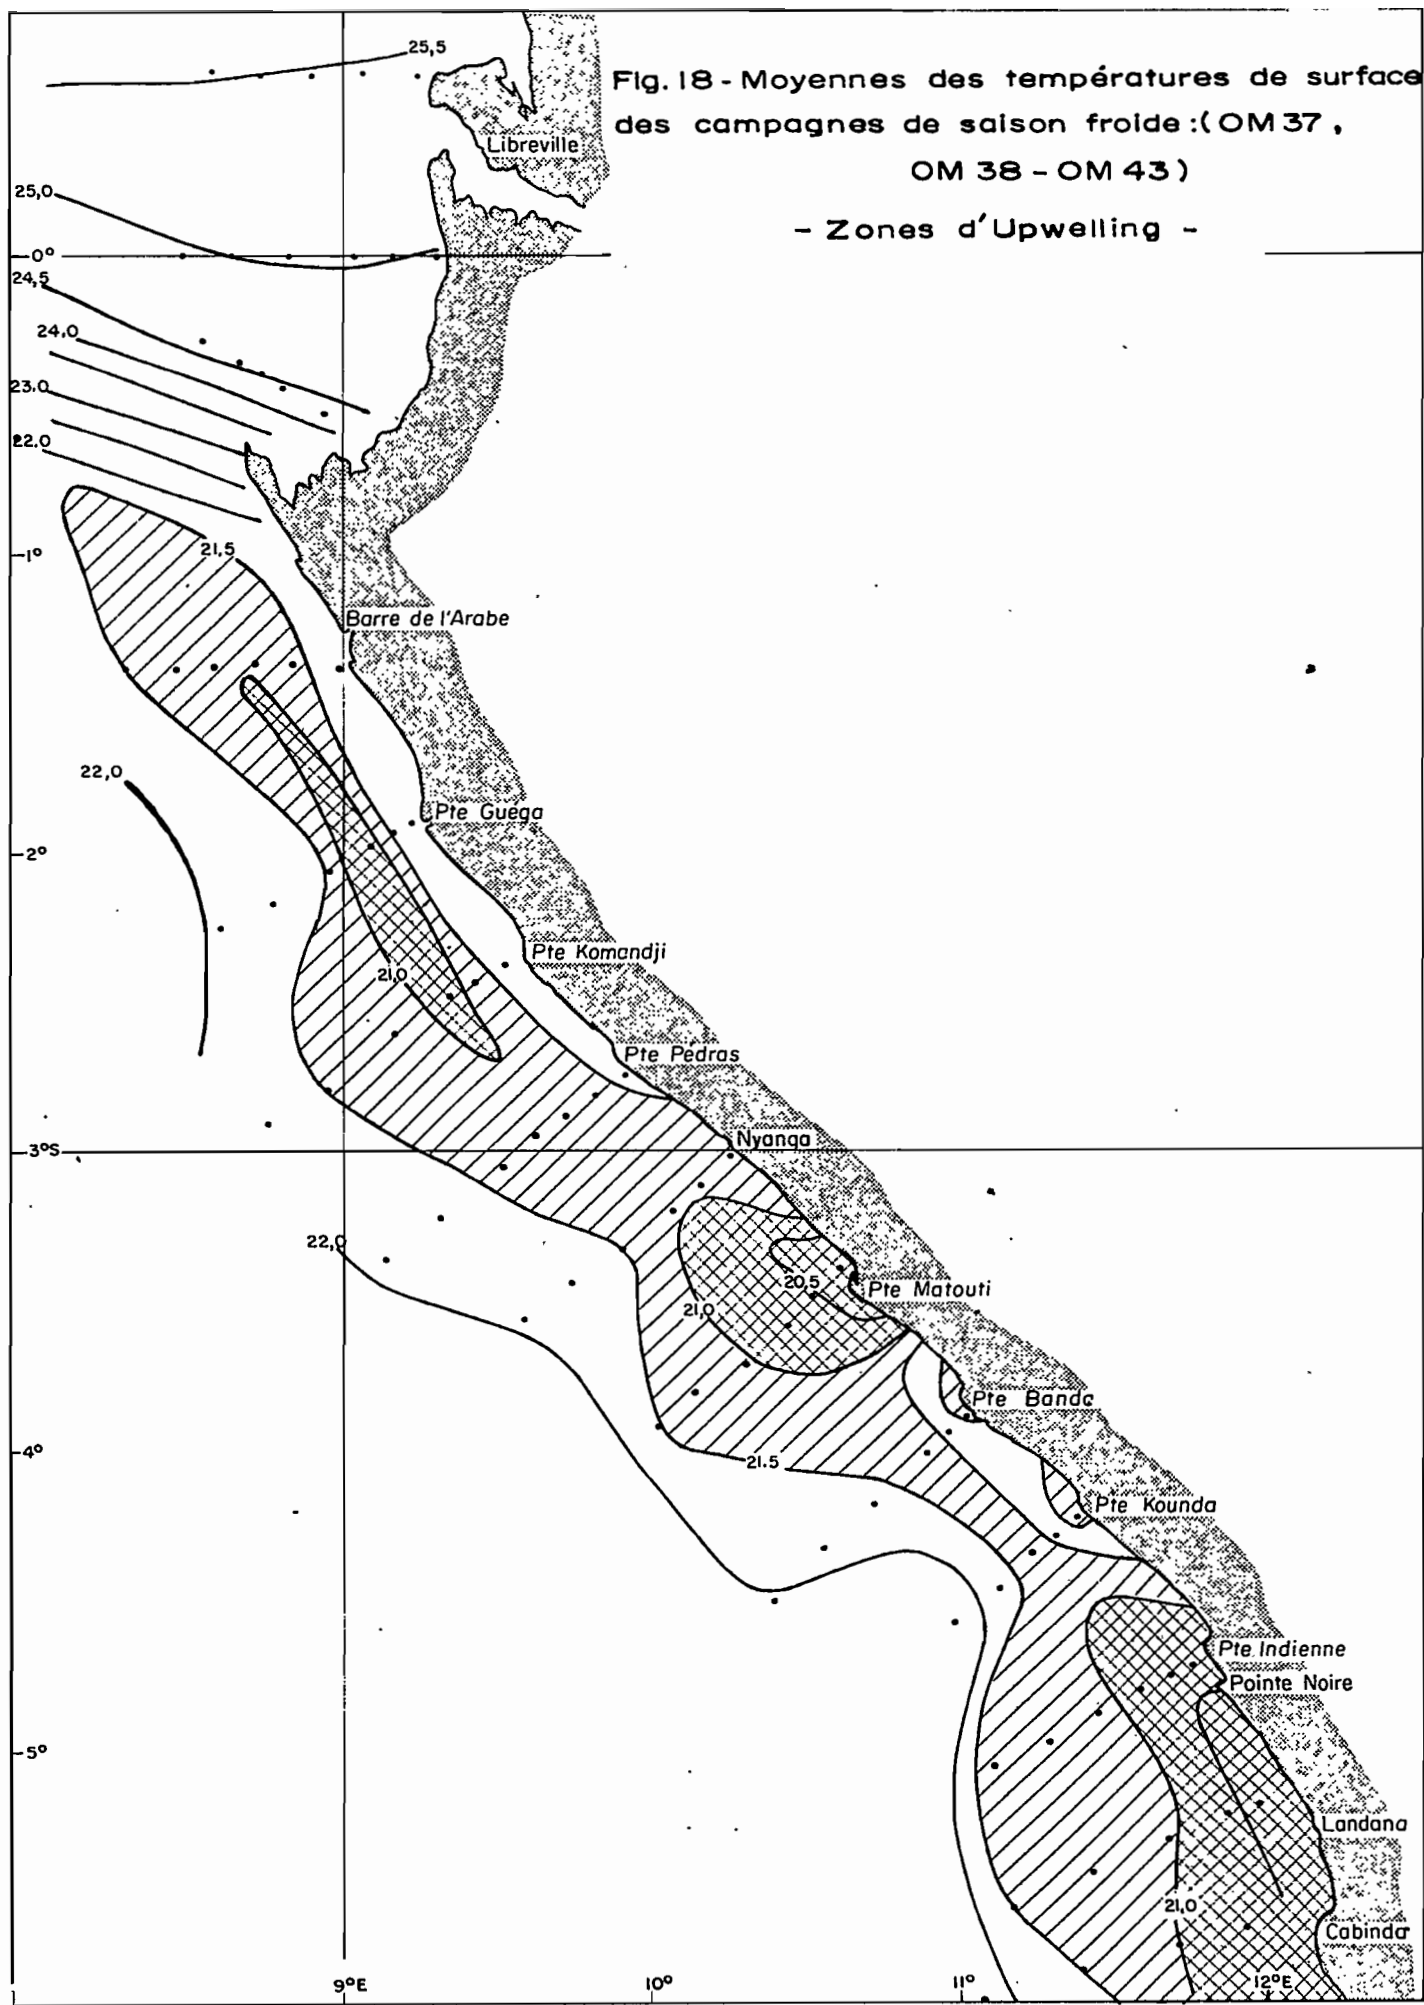 25,5
Fig. 18 - Moyennes des températures de surface
des campagnes de saison froide :( OM 37 ,
OM 38 - OM 43 )
- Zones d'Upwelling -
Libreville
25,0
0°
24,5
24,0
23.0
22.0
21,5
1°
Barre de l'Arabe
22,0
Pte Guéga
2°
Pte Komandji
21,0
Pte Pédras
Nyanga
3°S
22,0
20,5
Pte Matouti
21,0
Pte Banda
4°
21.5
Pte Kounda
Pte. Indienne
Pointe Noire
5°
Landana
21,0
Cabinda
9°E
10°
11°
12°E